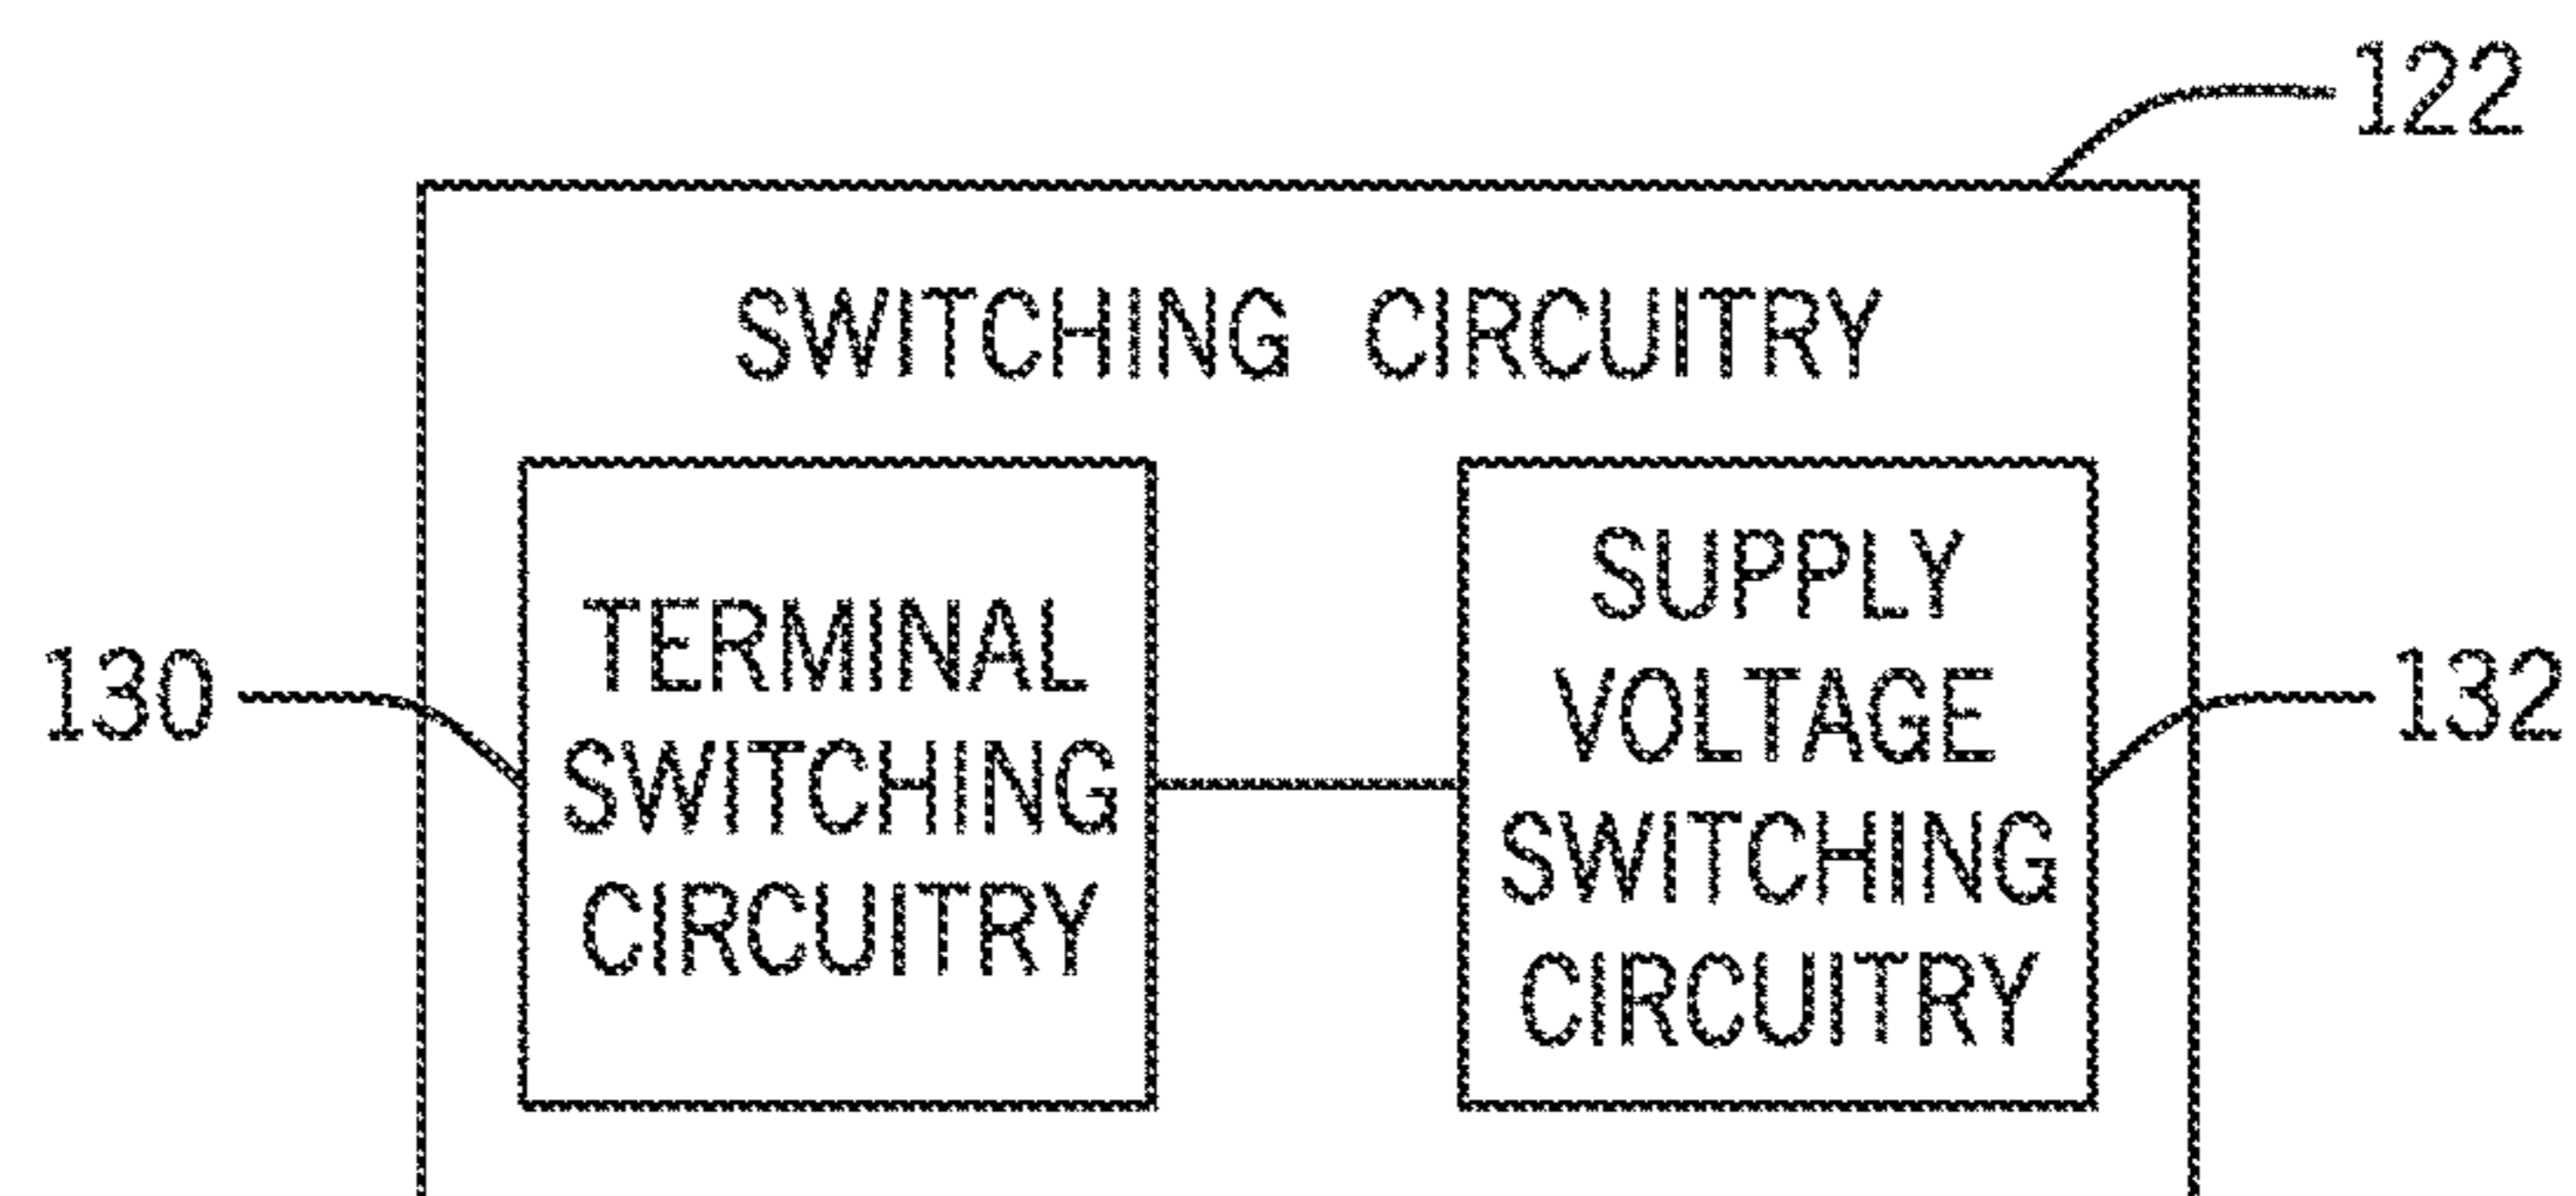 122
SWITCHING CIRCUITRY
130
TERMINAL
SWITCHING
CIRCUITRY
SUPPLY
VOLTAGE
SWITCHING
CIRCUITRY
132